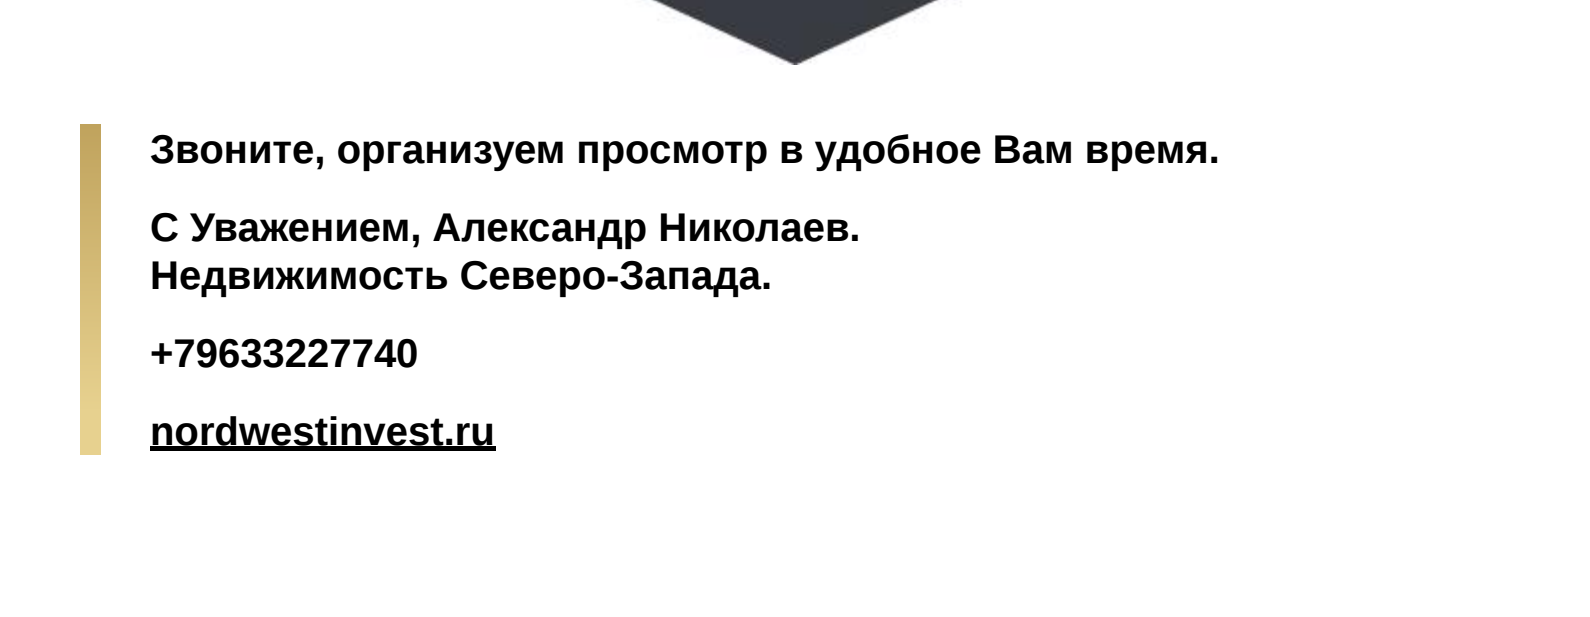 Звоните, организуем просмотр в удобное Вам время.
С Уважением, Александр Николаев.
Недвижимость Северо-Запада.
+79633227740
nordwestinvest.ru